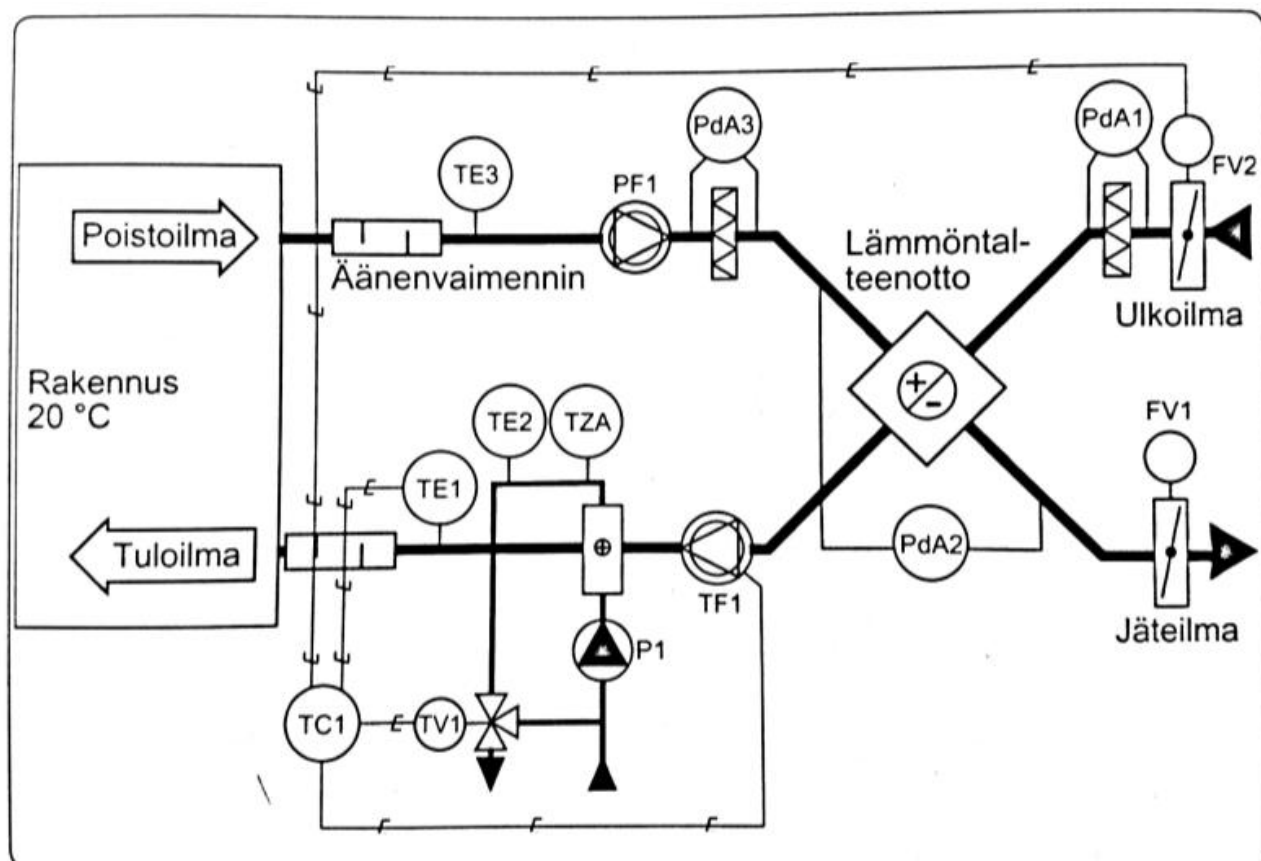 PdA3
PdA1
TE3
PF1
FV2
Poistoilma
Äänenvaimennin
Lämmöntal-
teenotto
Ulkoilma
Rakennus
20 °C
TE2
TZA
FV1
TE1
Tuloilma
PdA2
TF1
Jäteilma
P1
TC1
E
TV1
E
E
E
E
E